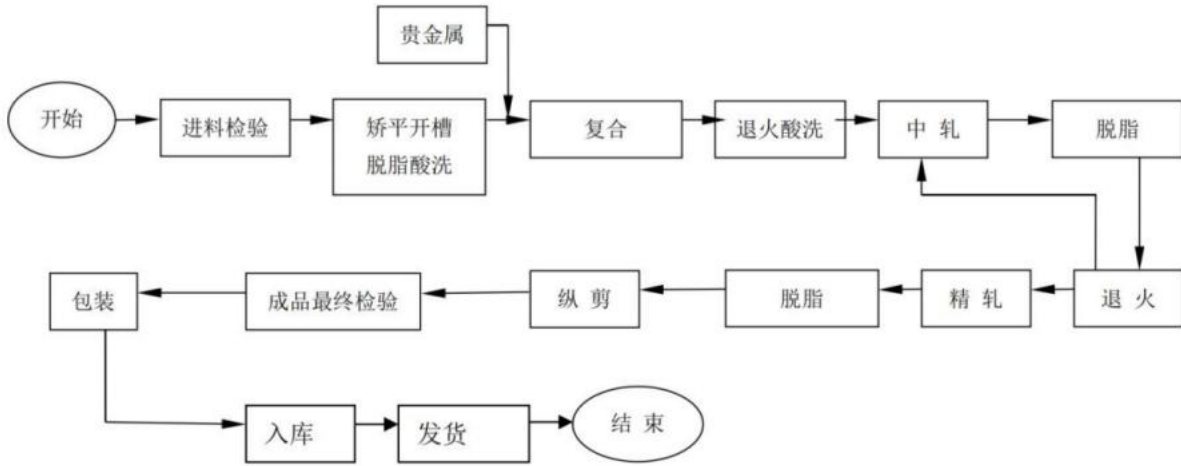 贵金属
开始
进料检验
矫平开槽
脱脂酸洗
复合
退火酸洗
中 轧
脱脂
退 火
精 轧
脱脂
纵 剪
成品最终检验
包装
入库
发货
结 束